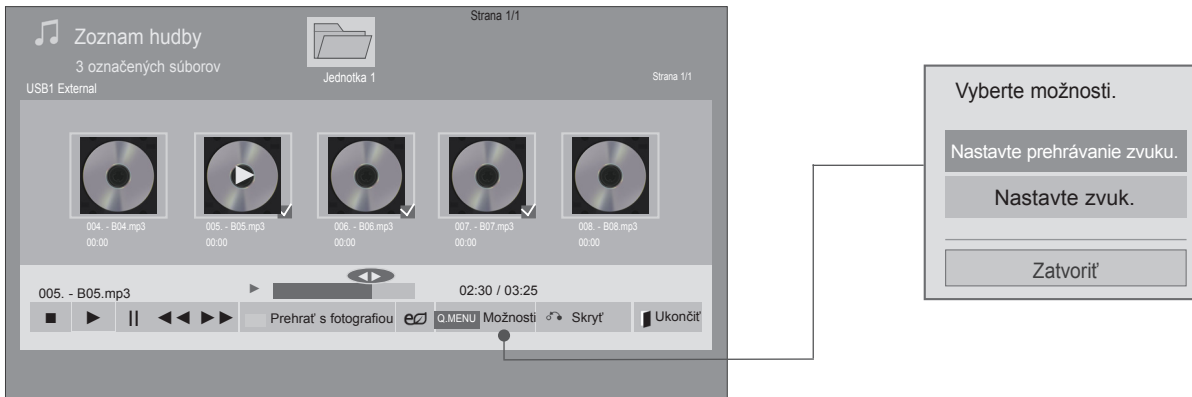 Strana 1/1
Zoznam hudby
3 označených súborov
Jednotka 1
Strana 1/1
USB1 External
004. - B04.mp3
00:00
005. - B05.mp3
00:00
006. - B06.mp3
00:00
007. - B07.mp3
00:00
008. - B08.mp3
00:00
005. - B05.mp3
02:30 / 03:25
Prehrať s fotografiou
Q.MENU Možnosti
Skryť
Ukončiť
Vyberte možnosti.
Nastavte prehrávanie zvuku.
Nastavte zvuk.
Zatvoriť